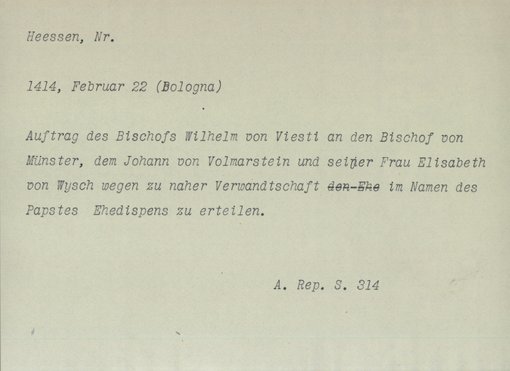 Heessen, Nr.
1414, Februar 22 (Bologna)
Auftrag des Bischofs Wilhelm von Viesti an den Bischof von
Münster, dem Johann von Volmarstein und seiner Frau Elisabeth
von Wysch wegen zu naher Verwandtschaft den Ehe im Namen des
Papstes Ehedispens zu erteilen.
A. Rep. S. 314